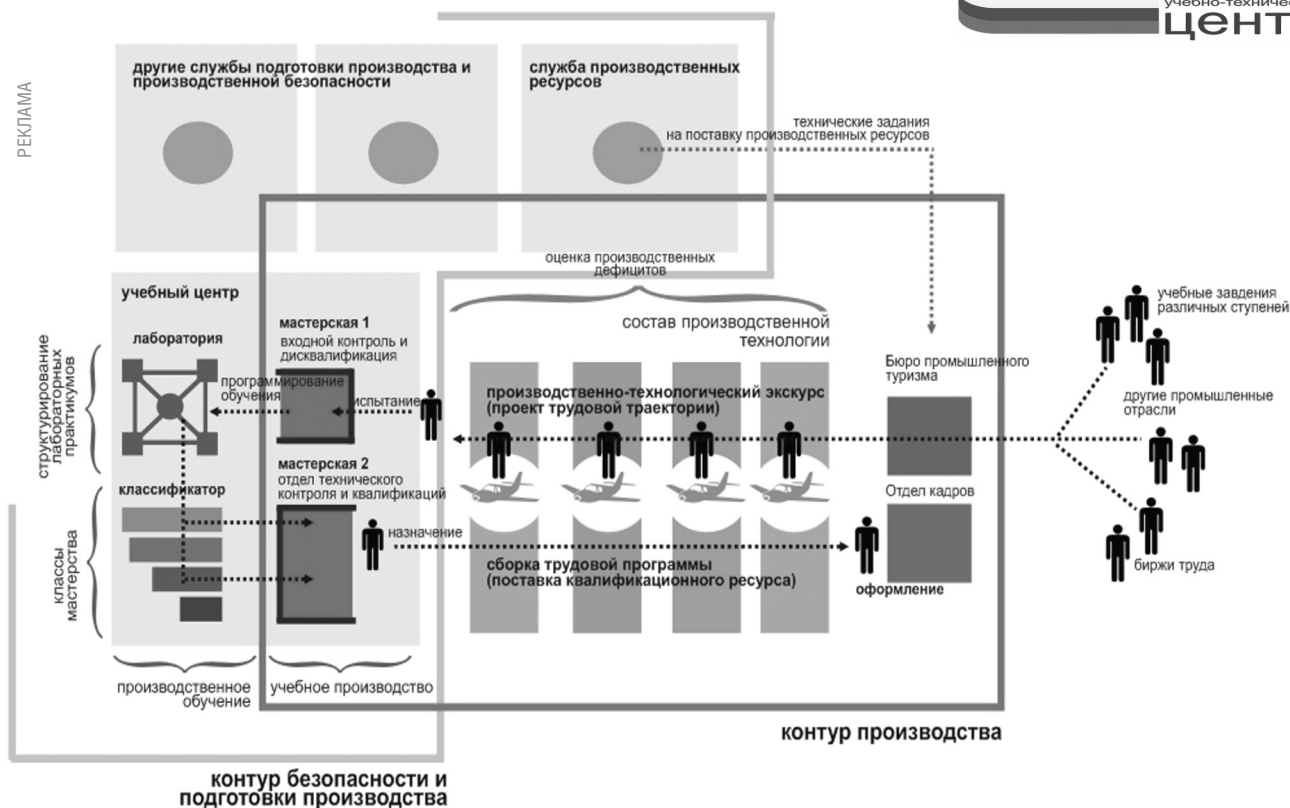 учебно-техничес
цент
РЕКЛАМА
другие службы подготовки производства и
производственной безопасности
служба производственных
ресурсов
технические задания
на поставку производственных ресурсов
оценка производственных
дефицитов
учебный центр
лаборатория
мастерская 1
входной контроль и
дисквалификация
состав производственной
технологии
учебные завдения
различных ступеней
структурирование
лабораторных
практикумов
программирование
обучения
испытание
производственно-технологический экскурс
(проект трудовой траектории)
Бюро промышленного
туризма
другие промышленные
отрасли
мастерская 2
отдел технического
контроля и квалификаций
классификатор
Отдел кадров
классы
мастерства
назначение
сборка трудовой программы
(поставка квалификационного ресурса)
оформление
биржи труда
производственное
обучение
учебное производство
контур производства
контур безопасности и
подготовки производства